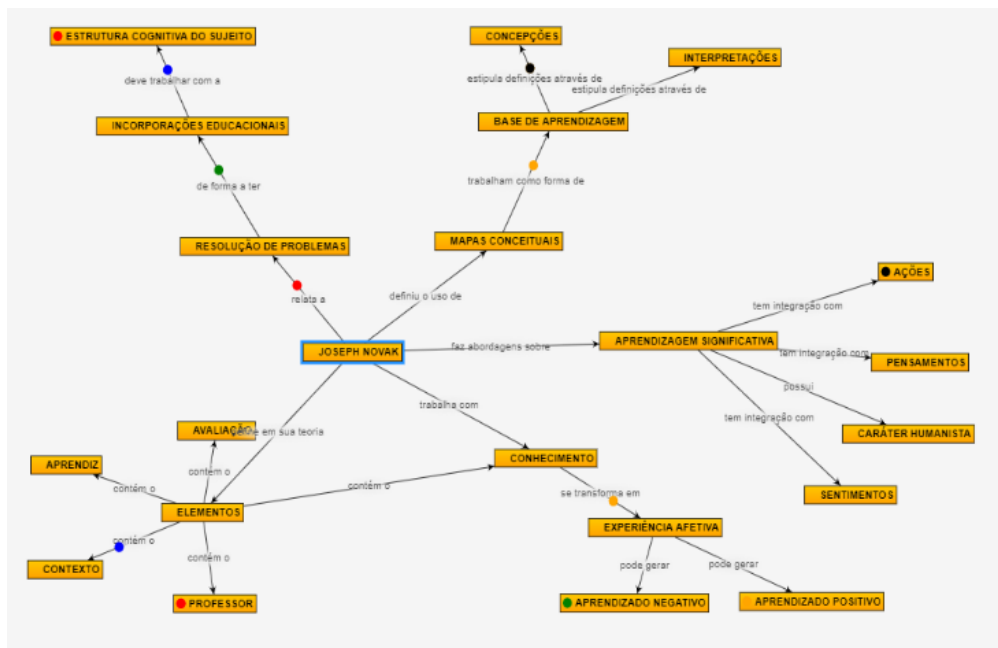 ESTRUTURA COGNITIVA DO SUJEITO
CONCEPÇÕES
INTERPRETAÇÕES
deve trabalhar com a
estipula definições através de
estipula definições através de
INCORPORAÇÕES EDUCACIONAIS
BASE DE APRENDIZAGEM
de forma a ter
trabalham como forma de
RESOLUÇÃO DE PROBLEMAS
MAPAS CONCEITUAIS
AÇÕES
relata a
definiu o uso de
tem integração com
JOSEPH NOVAK
faz abordagens sobre
APRENDIZAGEM SIGNIFICATIVA
tem integração com
PENSAMENTOS
possui
trabalha com
tem integração com
AVALIAÇÃO
em sua teoria
CARÁTER HUMANISTA
APRENDIZ
contém o
CONHECIMENTO
contém o
contém o
se transforma em
SENTIMENTOS
ELEMENTOS
EXPERIÊNCIA AFETIVA
contém o
contém o
CONTEXTO
pode gerar
pode gerar
PROFESSOR
APRENDIZADO NEGATIVO
APRENDIZADO POSITIVO